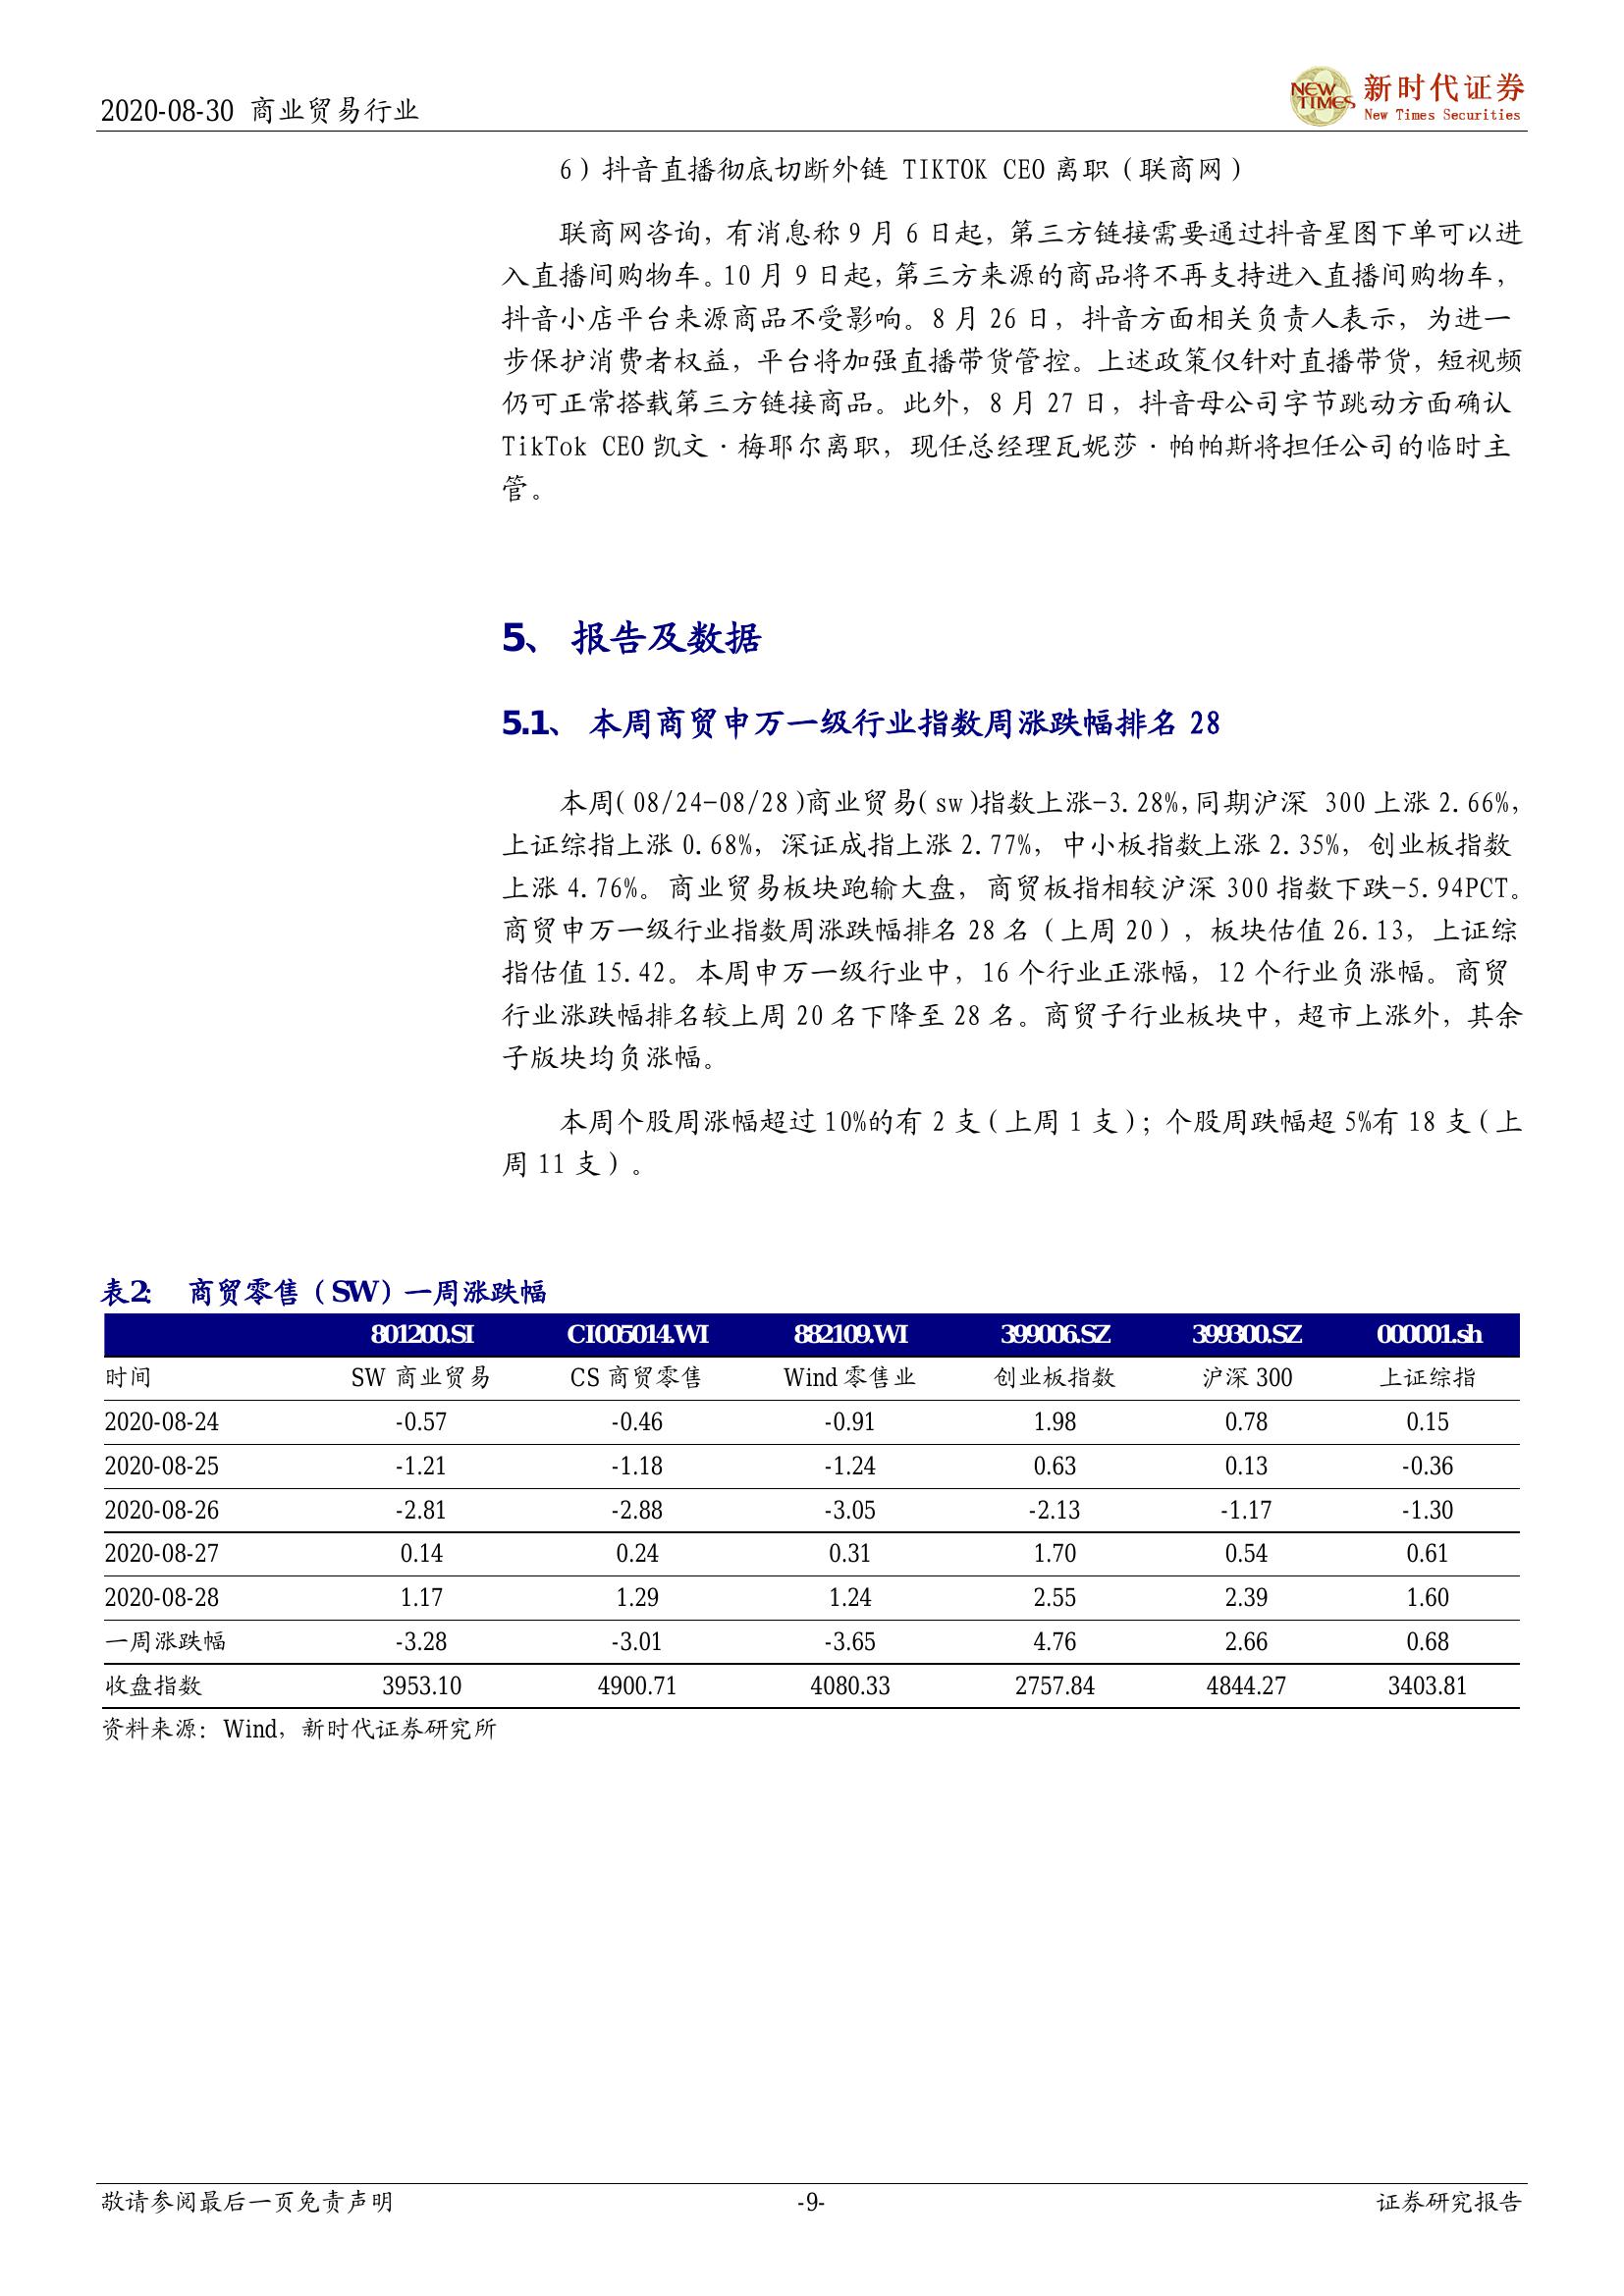 2020-08-30 商业贸易行业
NEW TIMES 新时代证券
New Times Securities
6）抖音直播彻底切断外链 TIKTOK CEO 离职（联商网）
联商网咨询，有消息称 9 月 6 日起，第三方链接需要通过抖音星图下单可以进
入直播间购物车。10 月 9 日起，第三方来源的商品将不再支持进入直播间购物车，
抖音小店平台来源商品不受影响。8 月 26 日，抖音方面相关负责人表示，为进一
步保护消费者权益，平台将加强直播带货管控。上述政策仅针对直播带货，短视频
仍可正常搭载第三方链接商品。此外，8 月 27 日，抖音母公司字节跳动方面确认
TikTok CEO 凯文·梅耶尔离职，现任总经理瓦妮莎·帕帕斯将担任公司的临时主
管。
5、 报告及数据
5.1、 本周商贸申万一级行业指数周涨跌幅排名 28
本周（08/24-08/28）商业贸易（sw）指数上涨-3.28%，同期沪深 300 上涨 2.66%，
上证综指上涨 0.68%，深证成指上涨 2.77%，中小板指数上涨 2.35%，创业板指数
上涨 4.76%。商业贸易板块跑输大盘，商贸板指相较沪深 300 指数下跌-5.94PCT。
商贸申万一级行业指数周涨跌幅排名 28 名（上周 20），板块估值 26.13，上证综
指估值 15.42。本周申万一级行业中，16 个行业正涨幅，12 个行业负涨幅。商贸
行业涨跌幅排名较上周 20 名下降至 28 名。商贸子行业板块中，超市上涨外，其余
子版块均负涨幅。
本周个股周涨幅超过 10%的有 2 支（上周 1 支）；个股周跌幅超 5%有 18 支（上
周 11 支）。
表2： 商贸零售（SW）一周涨跌幅
801200.SI CI005014.WI 882109.WI 399006.SZ 399300.SZ 000001.sh
时间 SW 商业贸易 CS 商贸零售 Wind 零售业 创业板指数 沪深 300 上证综指
2020-08-24 -0.57 -0.46 -0.91 1.98 0.78 0.15
2020-08-25 -1.21 -1.18 -1.24 0.63 0.13 -0.36
2020-08-26 -2.81 -2.88 -3.05 -2.13 -1.17 -1.30
2020-08-27 0.14 0.24 0.31 1.70 0.54 0.61
2020-08-28 1.17 1.29 1.24 2.55 2.39 1.60
一周涨跌幅 -3.28 -3.01 -3.65 4.76 2.66 0.68
收盘指数 3953.10 4900.71 4080.33 2757.84 4844.27 3403.81
资料来源：Wind，新时代证券研究所
敬请参阅最后一页免责声明 -9- 证券研究报告